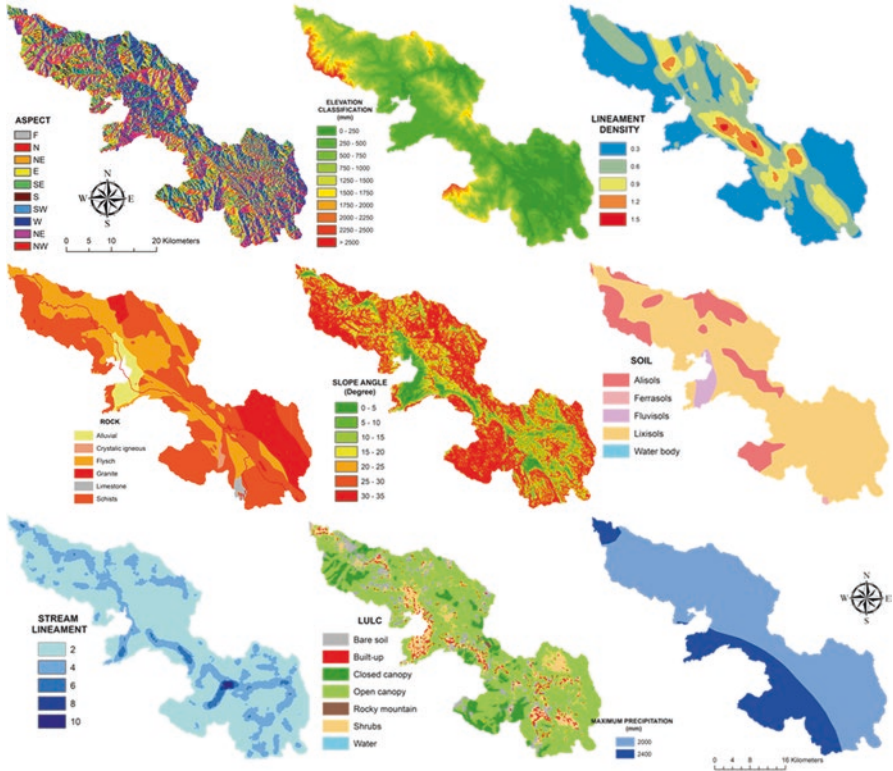 ASPECT
F
N
NE
E
SE
S
SW
W
NE
NW
N
W E
S
0 5 10 20 Kilometers
ELEVATION
CLASSIFICATION
(mm)
0 - 250
250 - 500
500 - 750
750 - 1000
1250 - 1500
1500 - 1750
1750 - 2000
2000 - 2250
2250 - 2500
> 2500
LINEAMENT
DENSITY
0.3
0.6
0.9
1.2
1.5
ROCK
Alluvial
Crystalic igneous
Flysch
Granite
Limestone
Schists
SLOPE ANGLE
(Degree)
0 - 5
5 - 10
10 - 15
15 - 20
20 - 25
25 - 30
30 - 35
SOIL
Alisols
Ferrasols
Fluvisols
Lixisols
Water body
STREAM
LINEAMENT
2
4
6
8
10
LULC
Bare soil
Built-up
Closed canopy
Open canopy
Rocky mountain
Shrubs
Water
MAXIMUM PRECIPITATION
(mm)
2000
2400
N
W E
S
0 4 8 16 Kilometers